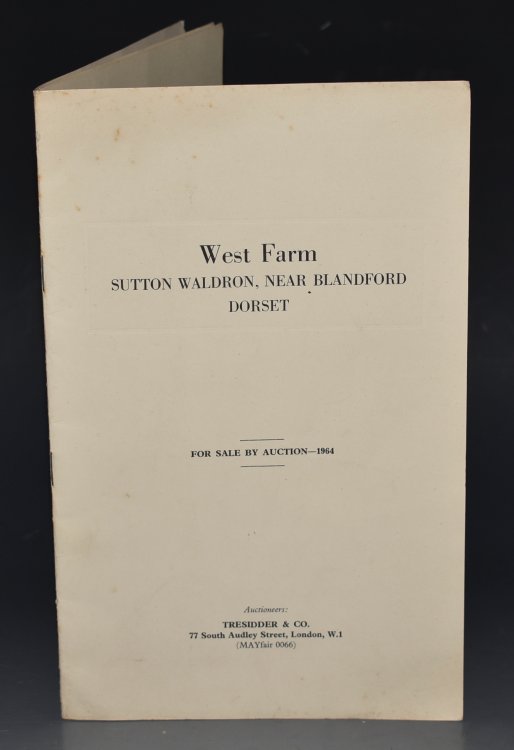 West Farm
SUTTON WALDRON, NEAR BLANDFORD
DORSET
FOR SALE BY AUCTION—1964
Auctioneers:
TRESIDDER & CO.
77 South Audley Street, London, W.1
(MAYfair 0066)